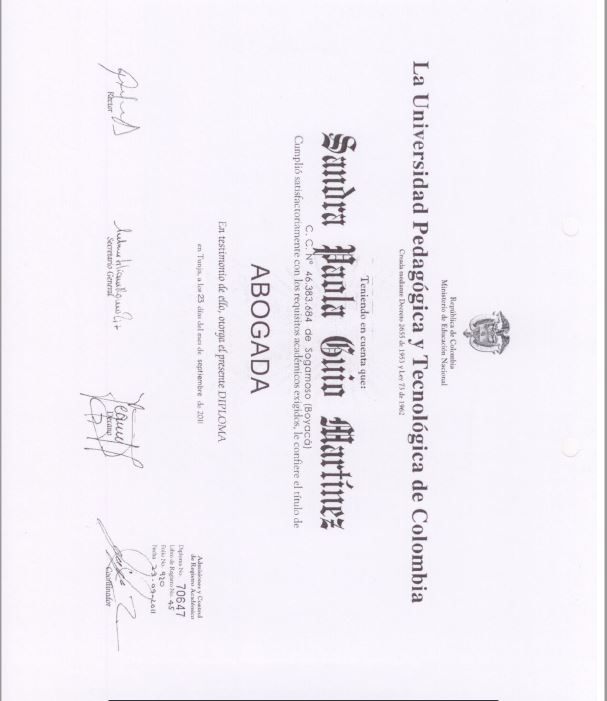 República de Colombia
Ministerio de Educación Nacional
La Universidad Pedagógica y Tecnológica de Colombia
Creada mediante Decreto 2655 de 1953 y Ley 73 de 1962
Teniendo en cuenta que:
Sandra Paola Guio Martínez
C. C. Nº 46.383.684 de Sogamoso (Boyacá)
Cumplió satisfactoriamente con los requisitos académicos exigidos, le confiere el título de
ABOGADA
En testimonio de ello, otorga el presente DIPLOMA
en Tunja, a los 23 días del mes de septiembre de 2011
Admisiones y Control
de Registro Académico
Diploma No. 70647
Libro de Registro No. 45
Folio No. 920
Fecha 23-09-2011
Rector
Secretario General
Decano
Coordinador